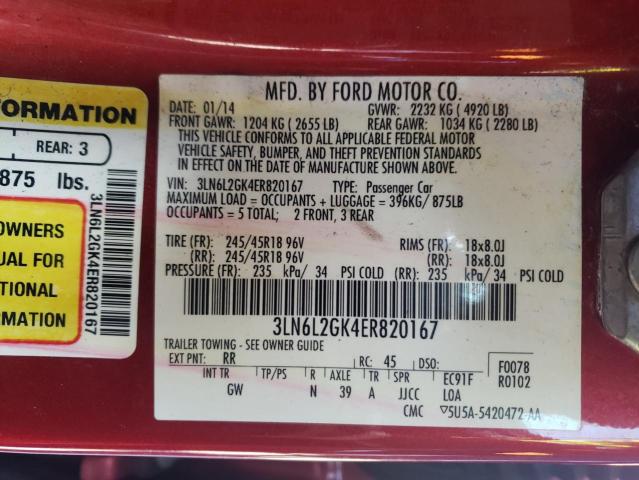 FORMATION
REAR: 3
875 lbs.
OWNERS
UAL FOR
TIONAL
RMATION
3LN6L2GK4ER820167
MFD. BY FORD MOTOR CO.
DATE: 01/14 GVWR: 2232 KG ( 4920 LB)
FRONT GAWR: 1204 KG ( 2655 LB) REAR GAWR: 1034 KG ( 2280 LB)
THIS VEHICLE CONFORMS TO ALL APPLICABLE FEDERAL MOTOR
VEHICLE SAFETY, BUMPER, AND THEFT PREVENTION STANDARDS
IN EFFECT ON THE DATE OF MANUFACTURE SHOWN ABOVE.
VIN: 3LN6L2GK4ER820167 TYPE: Passenger Car
MAXIMUM LOAD = OCCUPANTS + LUGGAGE = 396KG/ 875LB
OCCUPANTS = 5 TOTAL; 2 FRONT, 3 REAR
TIRE (FR): 245/45R18 96V RIMS (FR): 18x8.0J
(RR): 245/45R18 96V (RR): 18x8.0J
PRESSURE (FR): 235 kPa/ 34 PSI COLD (RR): 235 kPa/ 34 PSI COLD
3LN6L2GK4ER820167
TRAILER TOWING - SEE OWNER GUIDE
EXT PNT: RR RC: 45 DSO: F0078
INT TR TP/PS R AXLE TR SPR EC91F R0102
GW N 39 A JJCC LOA
CMC ▽5U5A-5420472-AA